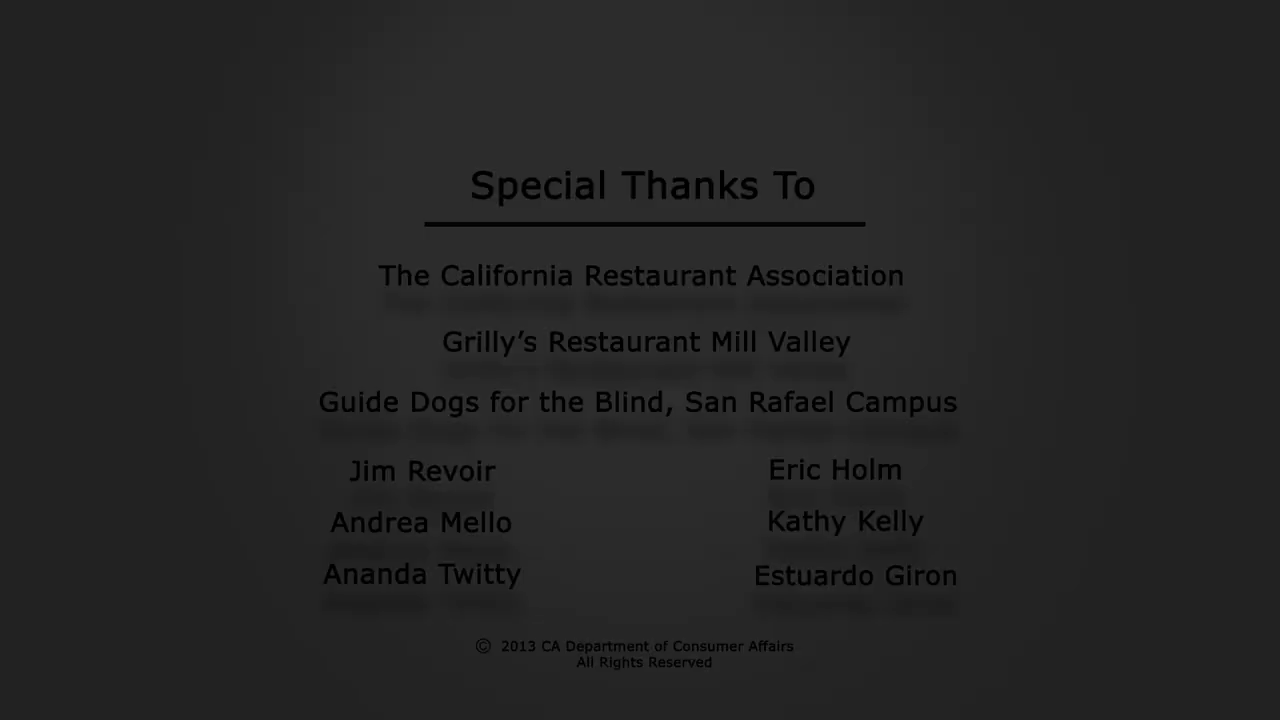 Special Thanks To
The California Restaurant Association
Grilly’s Restaurant Mill Valley
Guide Dogs for the Blind, San Rafael Campus
Jim Revoir Eric Holm
Andrea Mello Kathy Kelly
Ananda Twitty Estuardo Giron
© 2013 CA Department of Consumer Affairs
All Rights Reserved